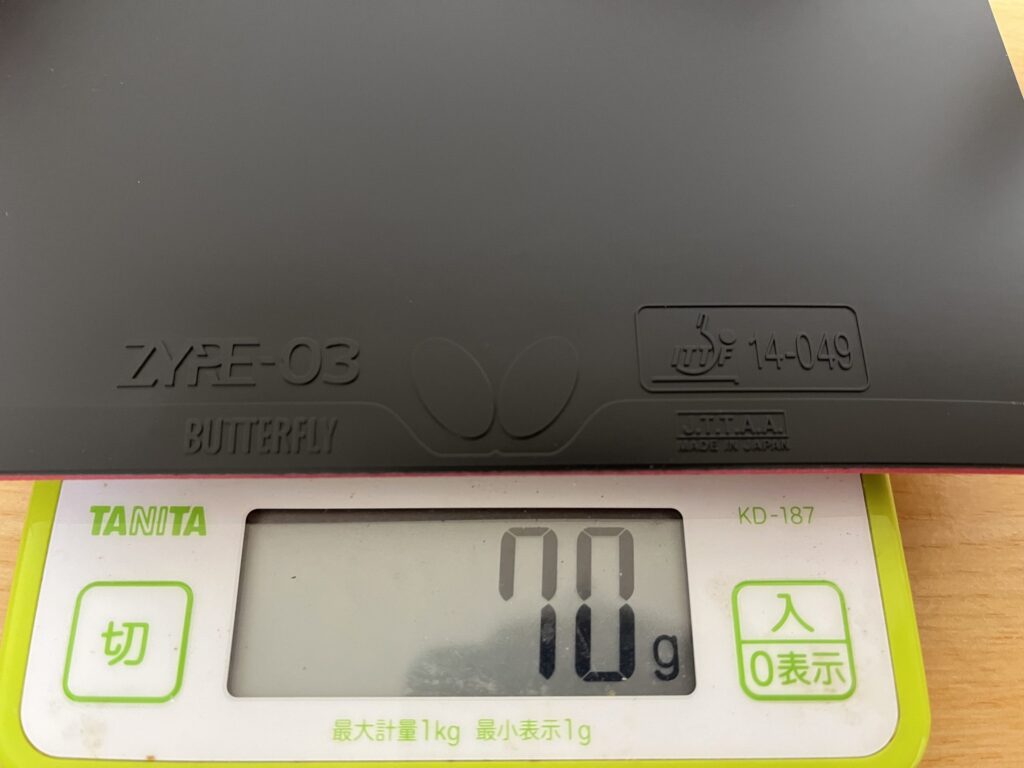 ZYRE-03
ITTF 14-049
BUTTERFLY
J.T.T.A.A.
MADE IN JAPAN
TANITA
KD-187
70g
切
入
0表示
最大計量1kg 最小表示1g